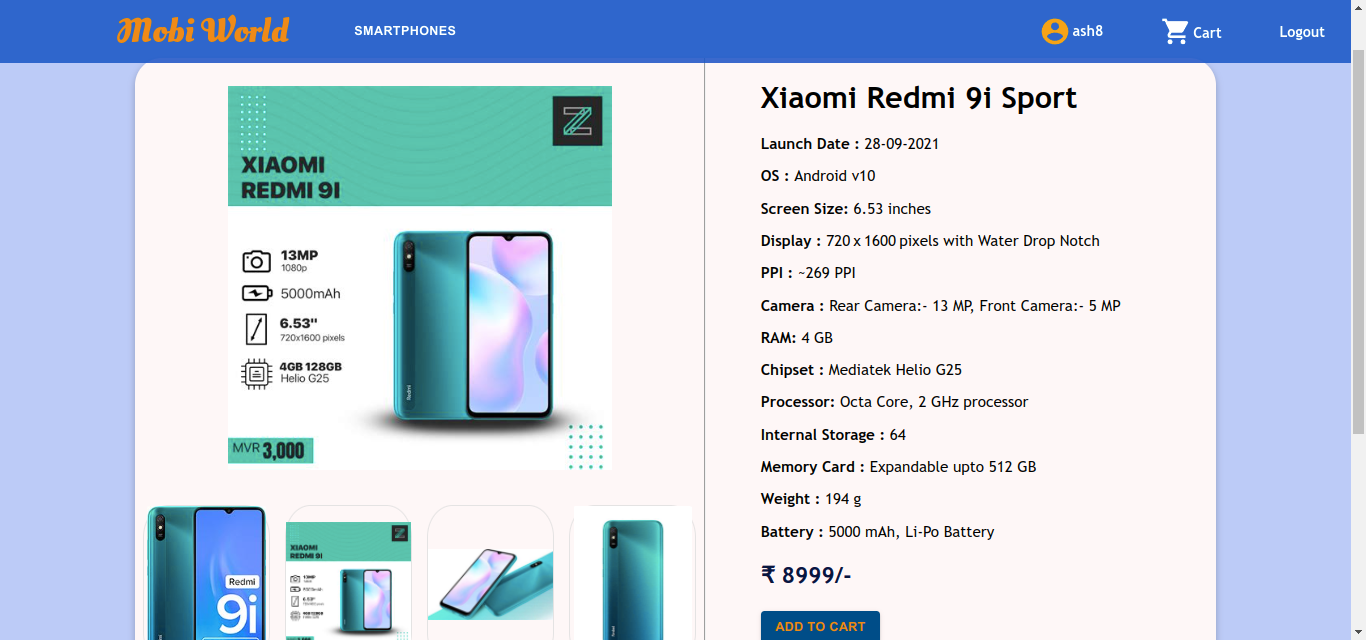 Mobi World
SMARTPHONES
ash8
Cart
Logout
XIAOMI
REDMI 9I
13MP
1080p
5000mAh
6.53"
720x1600 pixels
4GB 128GB
Helio G25
Redmi
MVR 3,000
Redmi
9i
XIAOMI
REDMI 9I
13MP
Xiaomi Redmi 9i Sport
Launch Date : 28-09-2021
OS : Android v10
Screen Size: 6.53 inches
Display : 720 x 1600 pixels with Water Drop Notch
PPI : ~269 PPI
Camera : Rear Camera:- 13 MP, Front Camera:- 5 MP
RAM: 4 GB
Chipset : Mediatek Helio G25
Processor: Octa Core, 2 GHz processor
Internal Storage : 64
Memory Card : Expandable upto 512 GB
Weight : 194 g
Battery : 5000 mAh, Li-Po Battery
₹ 8999/-
ADD TO CART